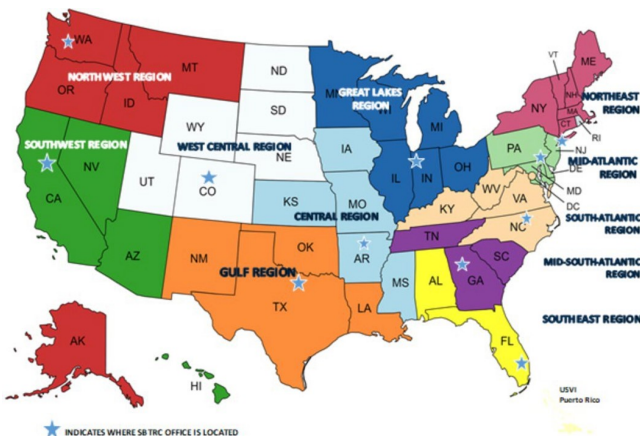 WA
NORTHWEST REGION
OR
ID
MT
ND
SD
MN
GREAT LAKES
REGION
WI
MI
VT
ME
NH
NORTHEAST
REGION
NY
MA
CT
RI
SOUTHWEST REGION
WY
WEST CENTRAL REGION
NE
IA
PA
NJ
MID-ATLANTIC
REGION
DE
MD
DC
CA
NV
UT
CO
KS
CENTRAL REGION
MO
IL
IN
OH
WV
VA
KY
SOUTH-ATLANTIC
REGION
NC
AZ
NM
GULF REGION
OK
AR
TN
SC
MID-SOUTH-ATLANTIC
REGION
TX
LA
MS
AL
GA
SOUTHEAST REGION
FL
AK
HI
USVI
Puerto Rico
INDICATES WHERE SBTRC OFFICE IS LOCATED